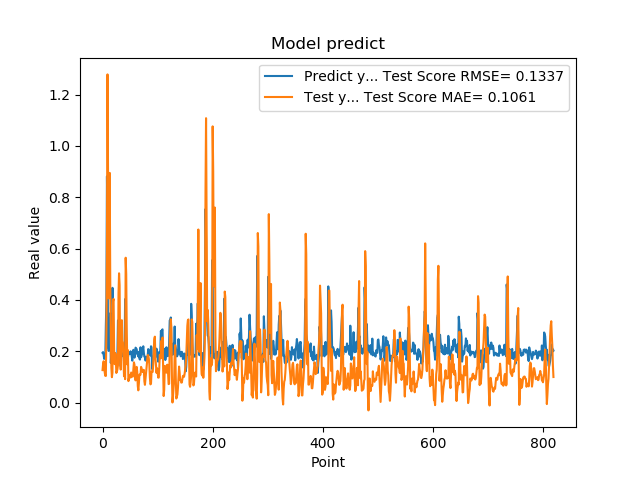 Model predict
Predict y... Test Score RMSE= 0.1337
Test y... Test Score MAE= 0.1061
Real value
1.2
1.0
0.8
0.6
0.4
0.2
0.0
0
200
400
600
800
Point